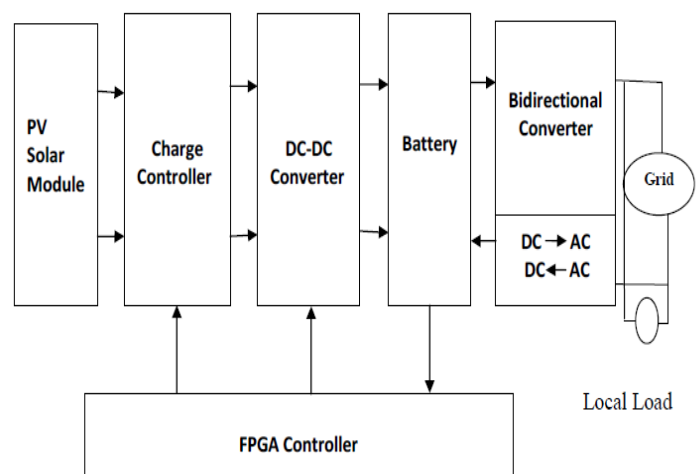 PV
Solar
Module
Charge
Controller
DC-DC
Converter
Battery
Bidirectional
Converter
DC→AC
DC←AC
Grid
Local Load
FPGA Controller